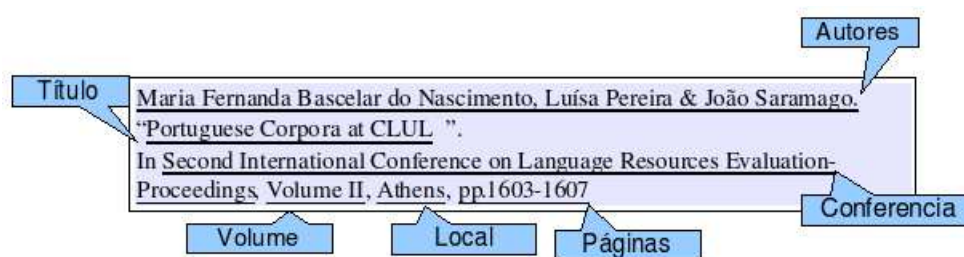 Autores
Título
Maria Fernanda Bascelar do Nascimento, Luísa Pereira & João Saramago.
“Portuguese Corpora at CLUL ”.
In Second International Conference on Language Resources Evaluation-
Proceedings, Volume II, Athens, pp.1603-1607
Conferencia
Volume
Local
Páginas